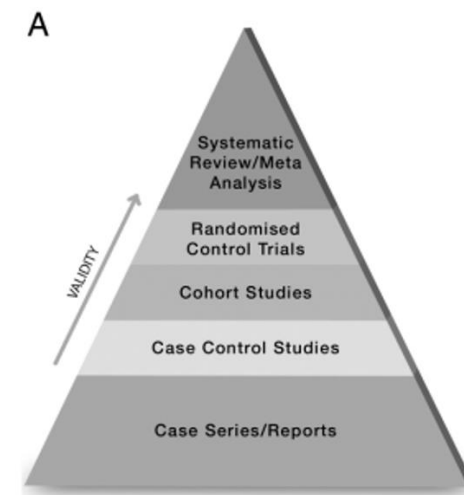 A
Systematic
Review/Meta
Analysis
Randomised
Control Trials
VALIDITY
Cohort Studies
Case Control Studies
Case Series/Reports